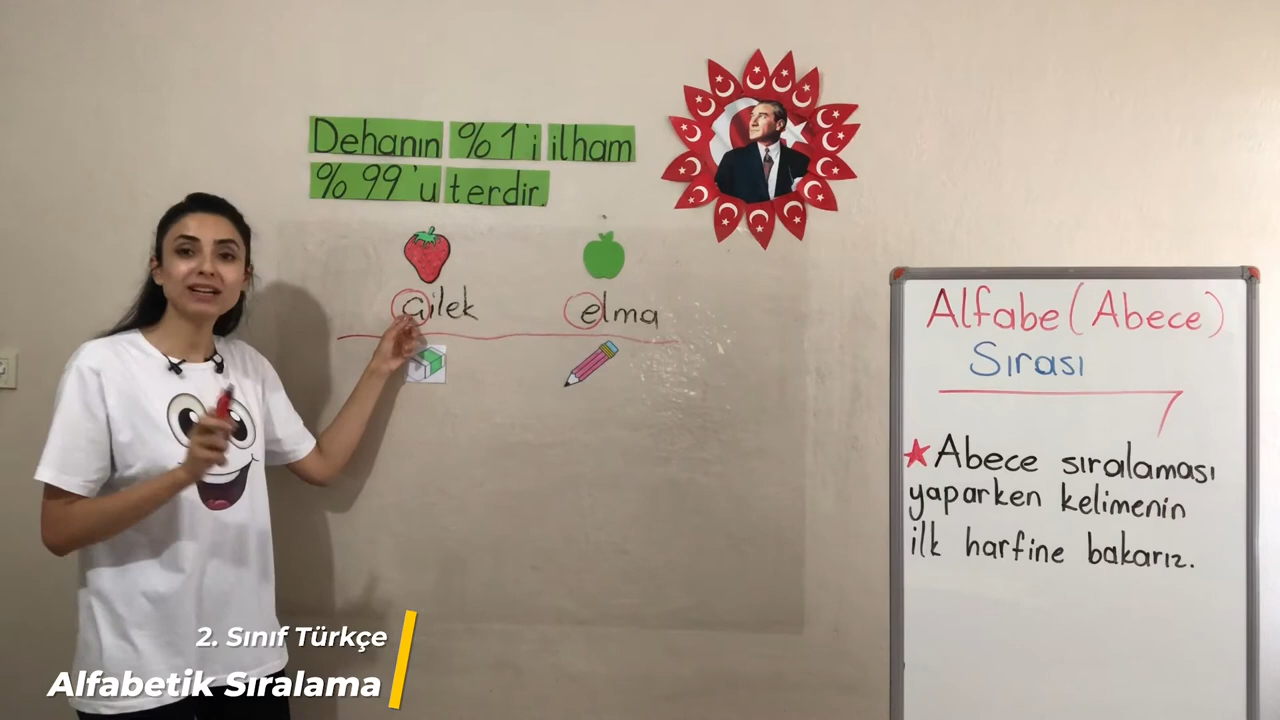 Dehanın %1'i ilham
%99'u terdir.
çilek elma
Alfabe (Abece)
Sırası
★Abece sıralaması
yaparken kelimenin
ilk harfine bakarız.
2. Sınıf Türkçe
Alfabetik Sıralama